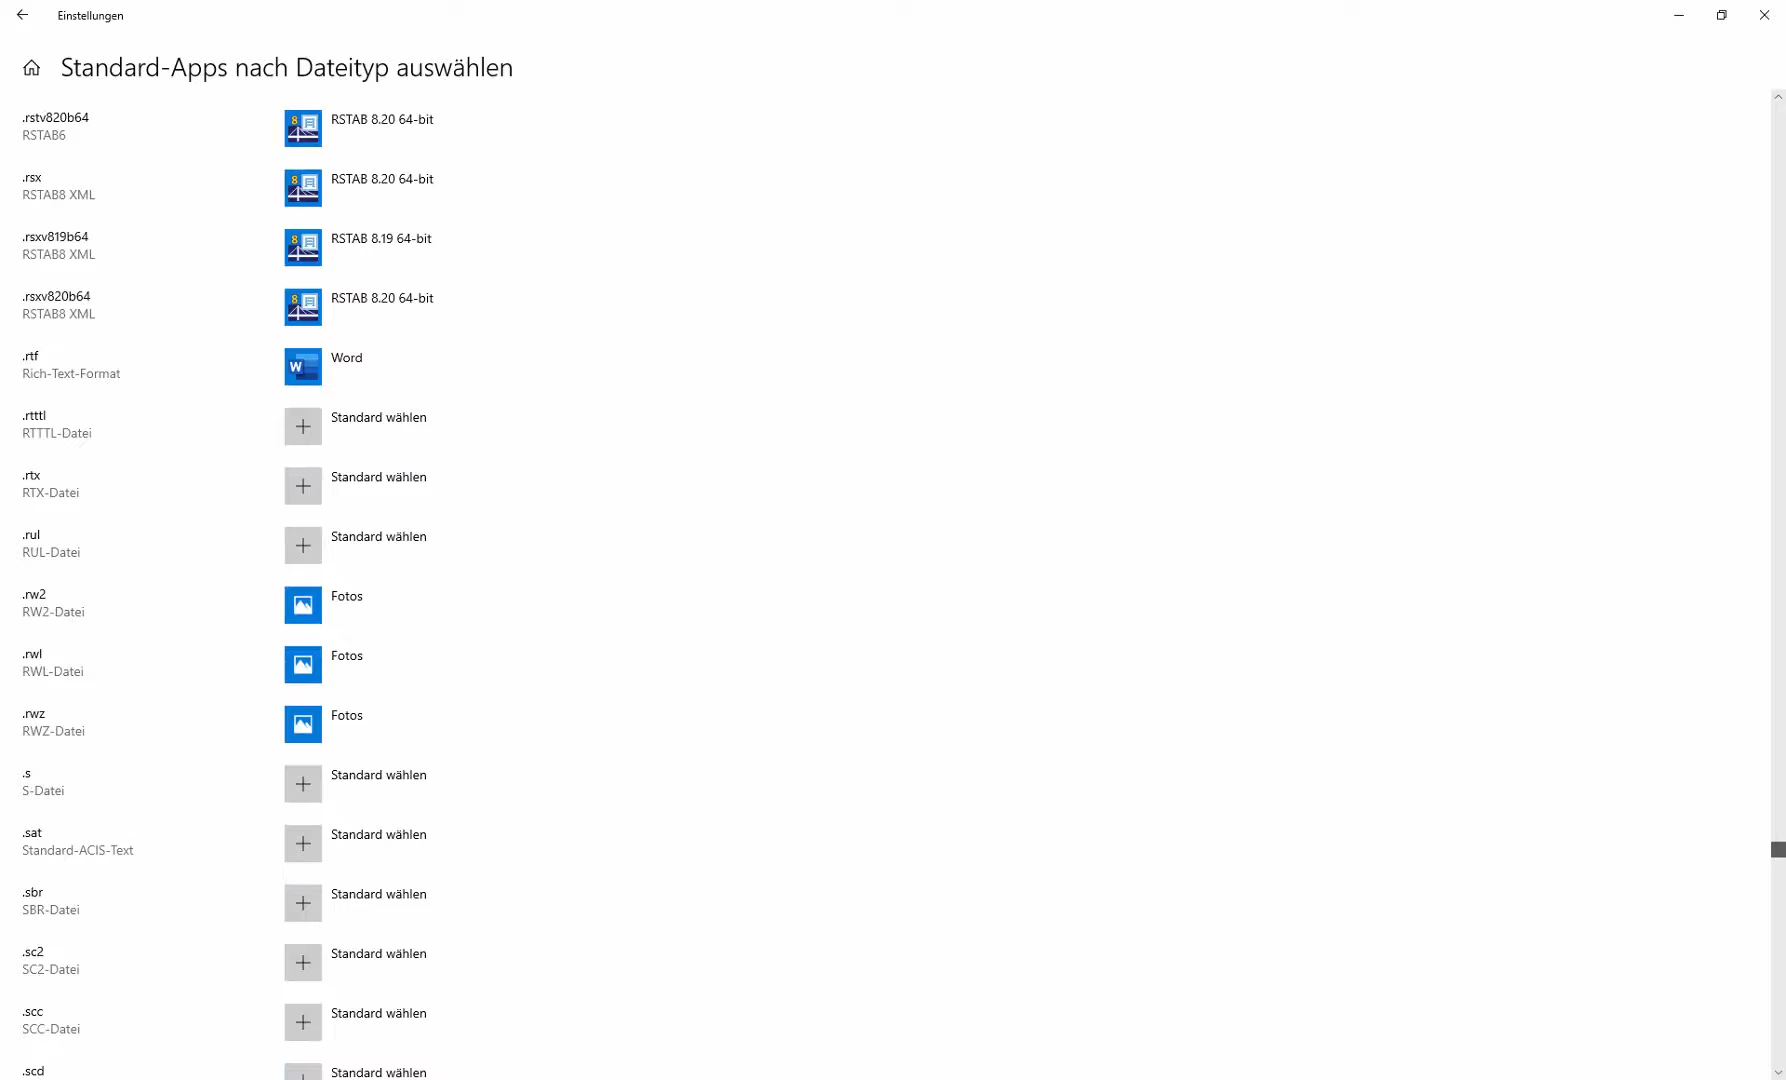 Einstellungen
Standard-Apps nach Dateityp auswählen
.rstv820b64
RSTAB 8.20 64-bit
RSTAB6
.rsx
RSTAB 8.20 64-bit
RSTAB8 XML
.rsxv819b64
RSTAB 8.19 64-bit
RSTAB8 XML
.rsxv820b64
RSTAB 8.20 64-bit
RSTAB8 XML
.rtf
Word
Rich-Text-Format
.rtttl
Standard wählen
RTTTL-Datei
.rtx
Standard wählen
RTX-Datei
.rul
Standard wählen
RUL-Datei
.rw2
Fotos
RW2-Datei
.rwl
Fotos
RWL-Datei
.rwz
Fotos
RWZ-Datei
.s
Standard wählen
S-Datei
.sat
Standard wählen
Standard-ACIS-Text
.sbr
Standard wählen
SBR-Datei
.sc2
Standard wählen
SC2-Datei
.scc
Standard wählen
SCC-Datei
.scd
Standard wählen